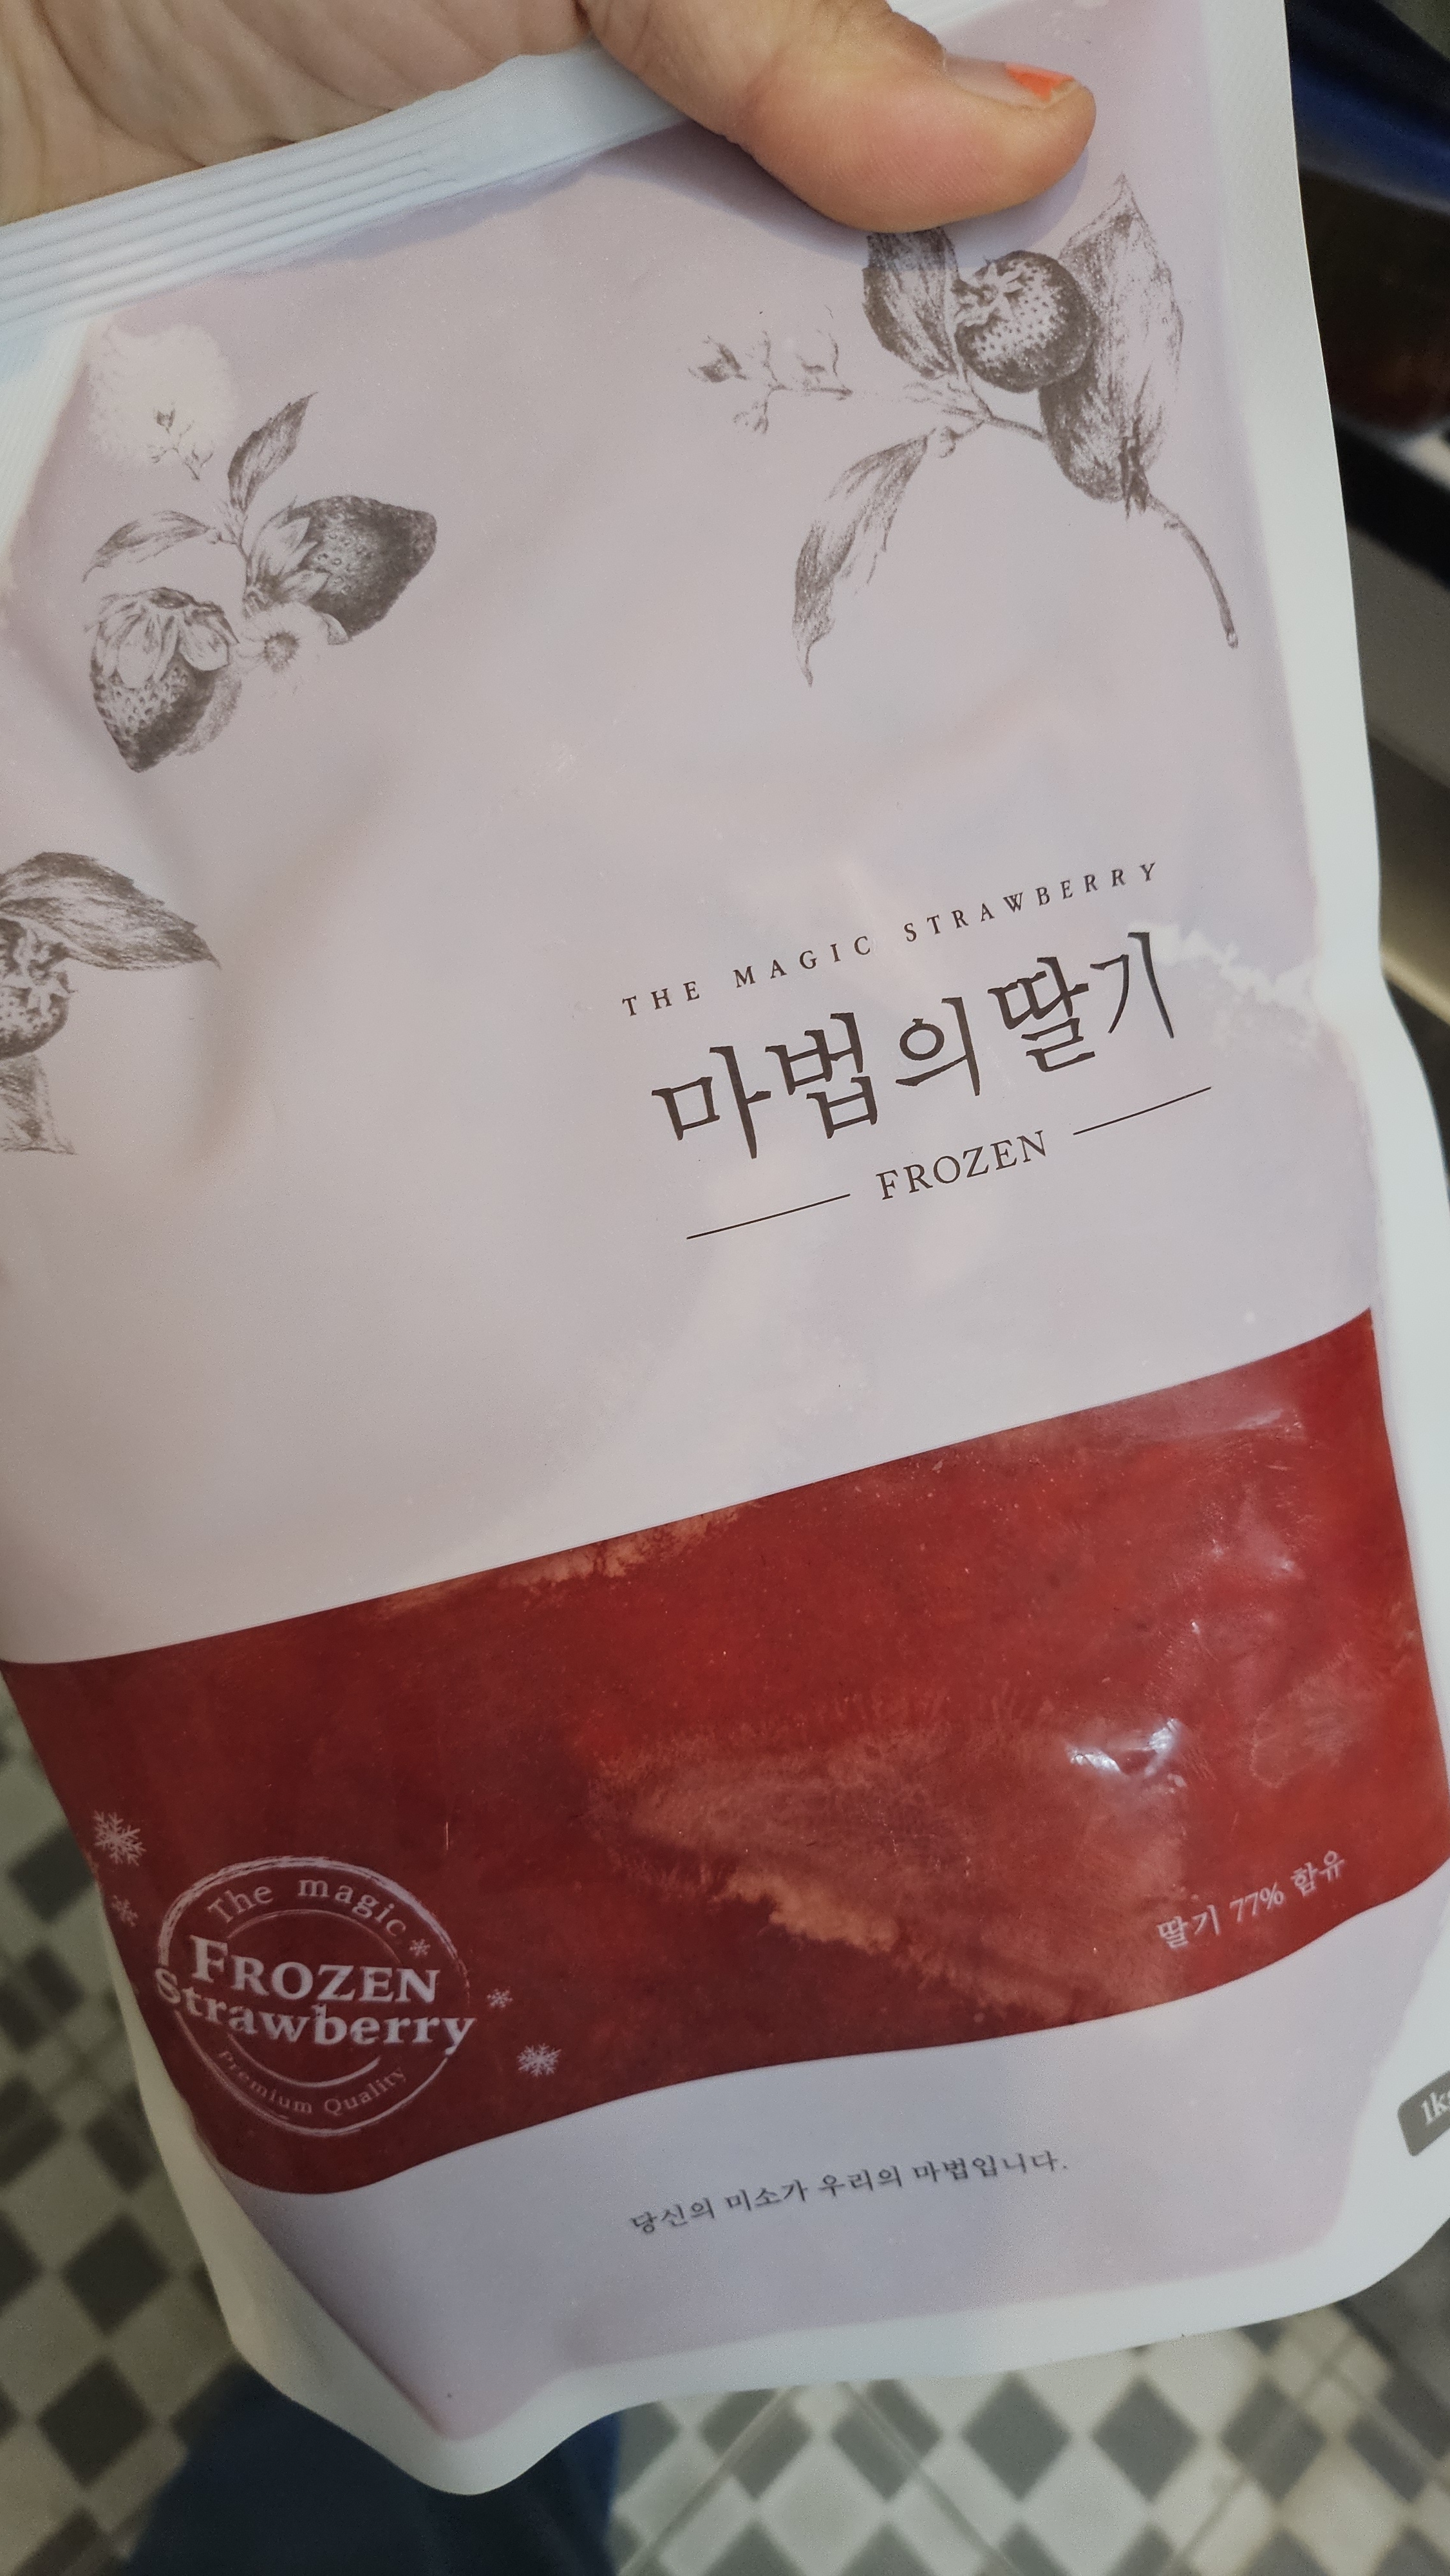 THE MAGIC STRAWBERRY
마법의딸기
FROZEN
딸기 77% 함유
The magic
FROZEN
Strawberry
Premium Quality
당신의 미소가 우리의 마법입니다.